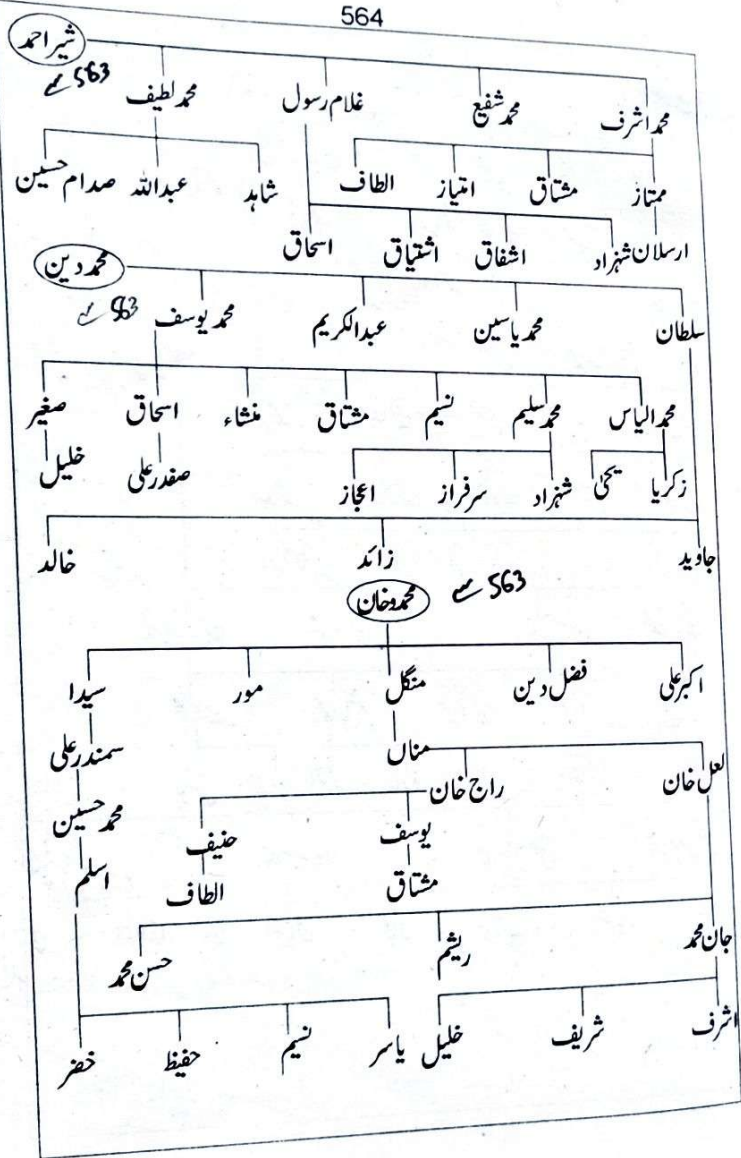 564
شیر احمد
563 سے
محمد اشرف محمد شفیع غلام رسول محمد لطیف
ممتاز مشتاق امتیاز الطاف شاہد عبداللہ صدام حسین
ارسلان شہزاد اشفاق اشتیاق اسحاق
محمد دین
563 سے
سلطان محمد یاسین عبدالکریم محمد یوسف
محمد الیاس محمد سلیم نسیم مشتاق منشاء اسحاق صغیر
زکریا یحیٰ شہزاد سرفراز اعجاز صفدر علی خلیل
جاوید زائد خالد
محمدو خان 563 سے
اکبر علی فضل دین منگل مور سیدا
لعل خان راج خان مناں سمندر علی
یوسف حنیف محمد حسین
مشتاق الطاف اسلم
جان محمد ریشم حسن محمد
اشرف شریف خلیل یاسر نسیم حفیظ خضر